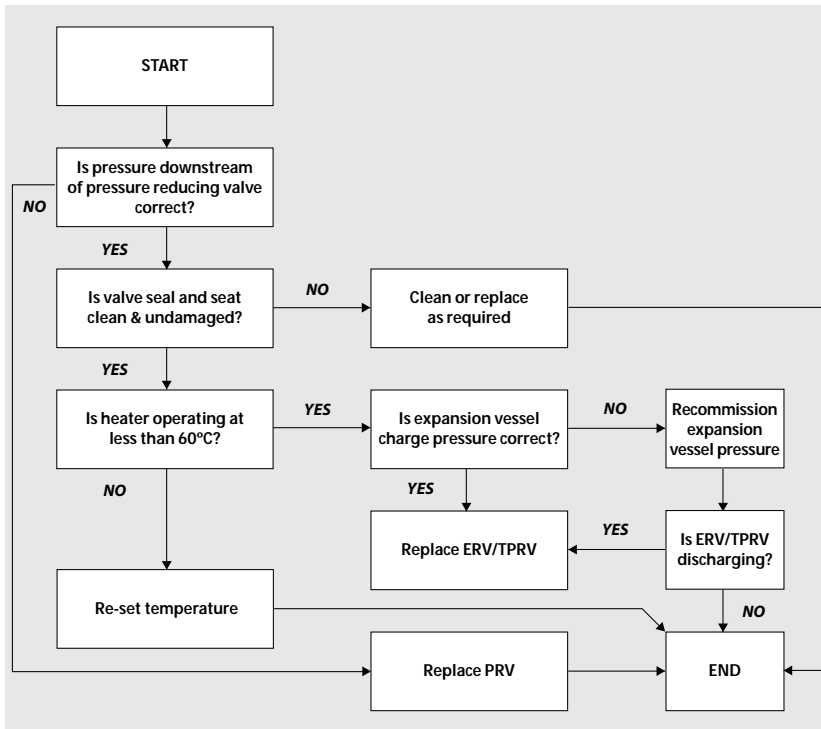 START
Is pressure downstream
of pressure reducing valve
correct?
NO
YES
Is valve seal and seat
clean & undamaged?
NO
Clean or replace
as required
YES
Is heater operating at
less than 60ºC?
YES
Is expansion vessel
charge pressure correct?
NO
Recommission
expansion
vessel pressure
NO
YES
Replace ERV/TPRV
YES
Is ERV/TPRV
discharging?
Re-set temperature
NO
Replace PRV
END